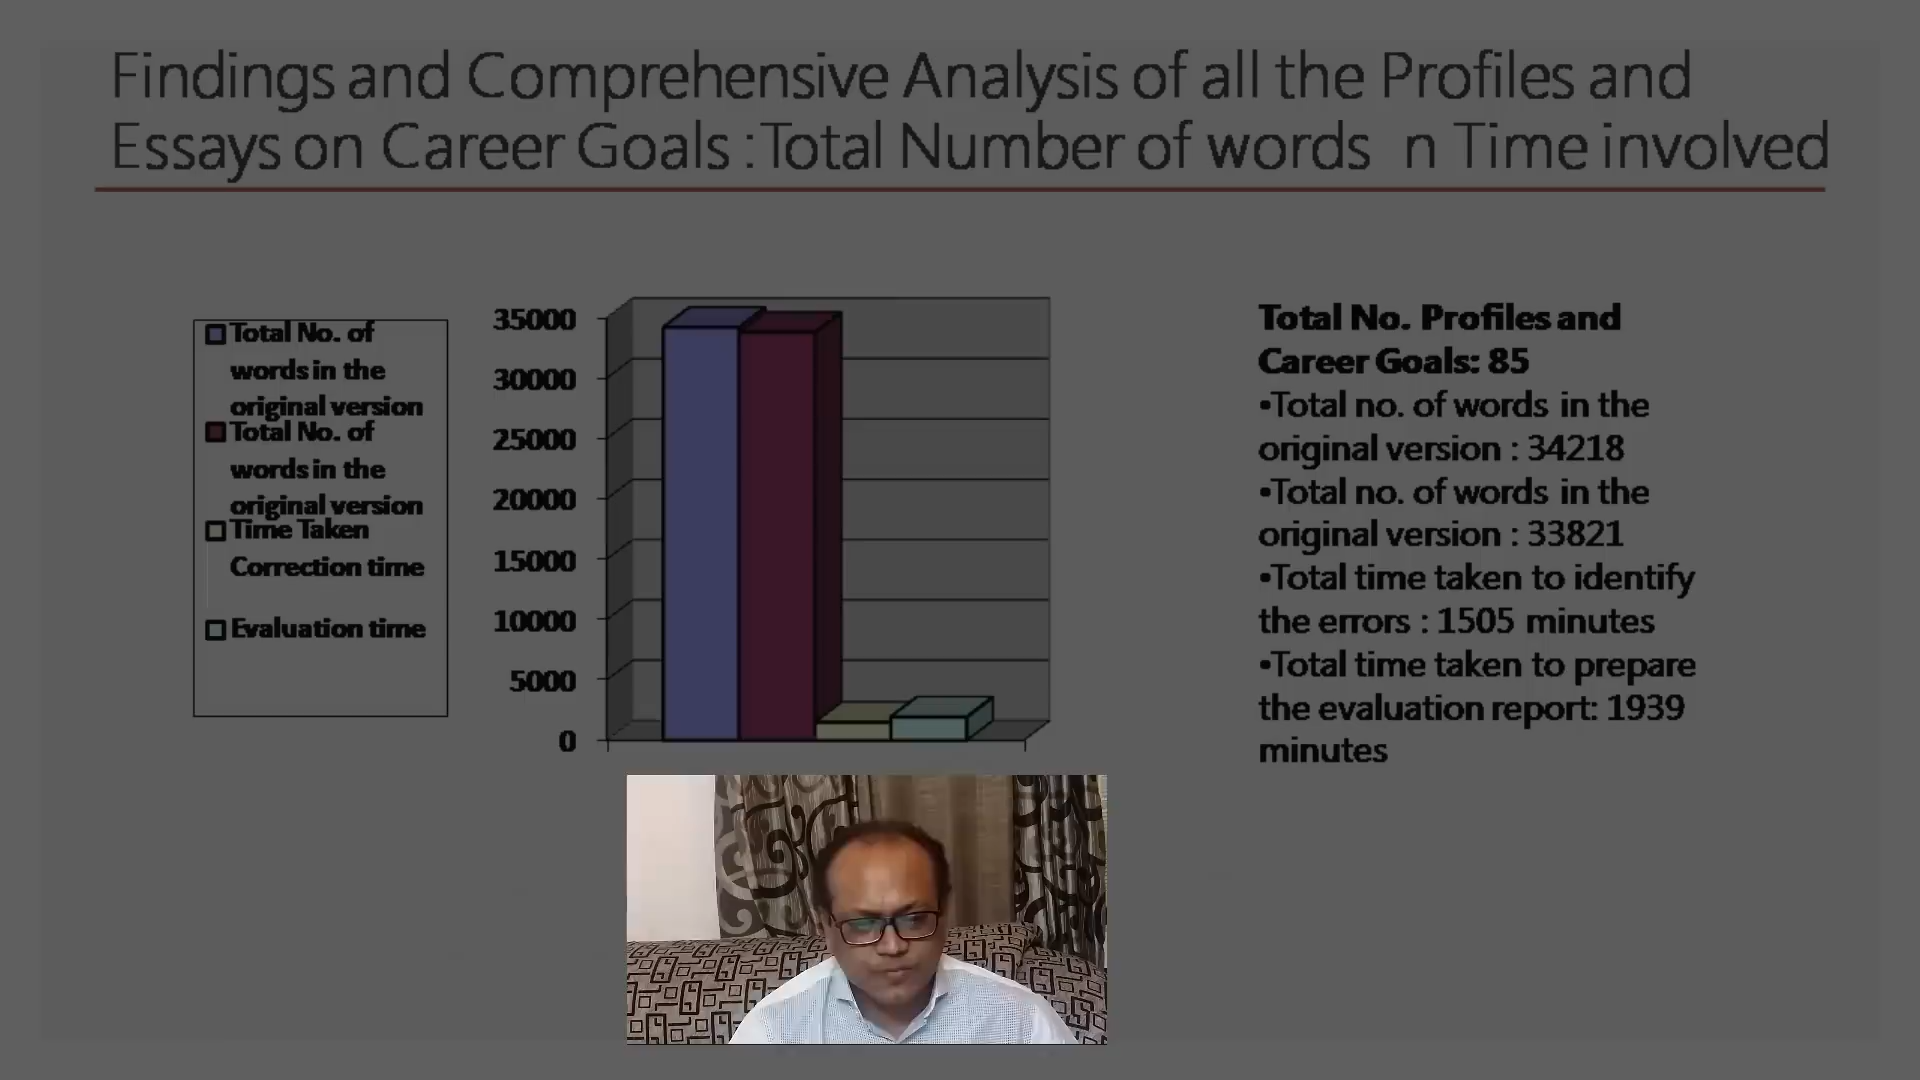 Findings and Comprehensive Analysis of all the Profiles and
Essays on Career Goals :Total Number of words n Time involved
Total No. of
words in the
original version
Total No. of
words in the
original version
Time Taken
Correction time
Evaluation time
35000
30000
25000
20000
15000
10000
5000
0
Total No. Profiles and
Career Goals: 85
•Total no. of words in the
original version : 34218
•Total no. of words in the
original version : 33821
•Total time taken to identify
the errors : 1505 minutes
•Total time taken to prepare
the evaluation report: 1939
minutes